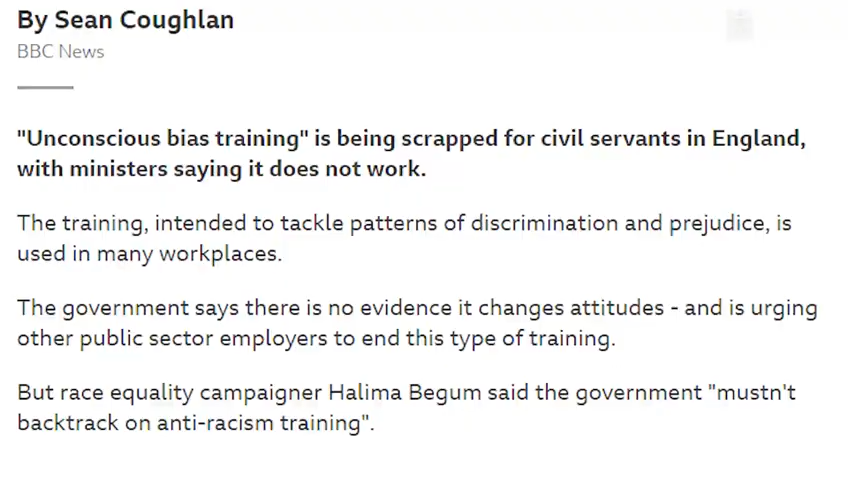 By Sean Coughlan
BBC News
"Unconscious bias training" is being scrapped for civil servants in England,
with ministers saying it does not work.
The training, intended to tackle patterns of discrimination and prejudice, is
used in many workplaces.
The government says there is no evidence it changes attitudes - and is urging
other public sector employers to end this type of training.
But race equality campaigner Halima Begum said the government "mustn't
backtrack on anti-racism training".